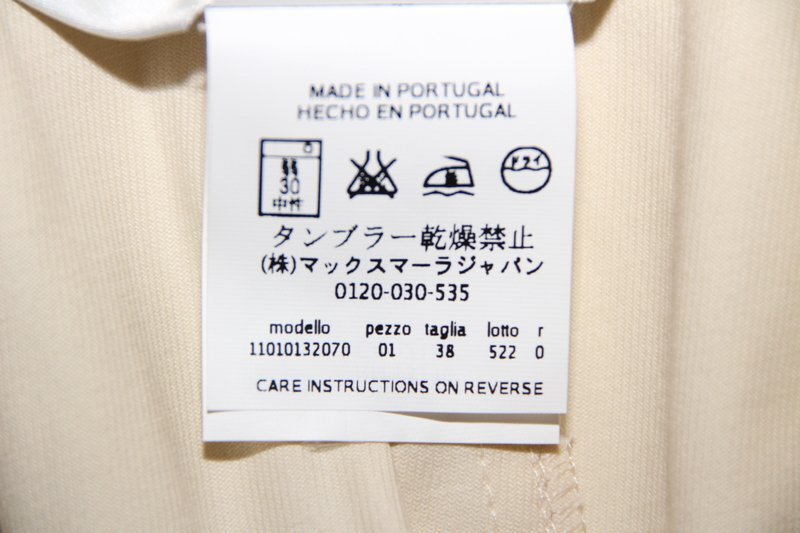 MADE IN PORTUGAL
HECHO EN PORTUGAL
30
中性
ドライ
タンブラー乾燥禁止
(株)マックスマーラジャパン
0120-030-535
modello pezzo taglia lotto r
11010132070 01 38 522 0
CARE INSTRUCTIONS ON REVERSE